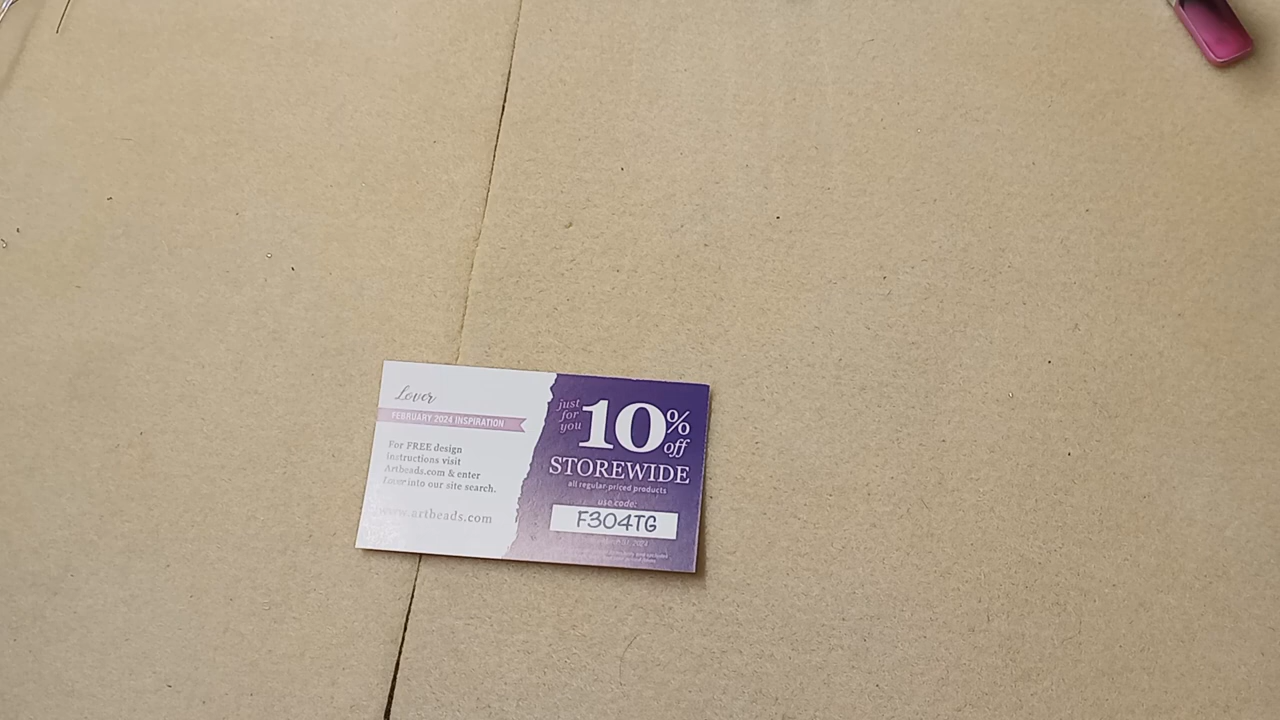 Lover
FEBRUARY 2024 INSPIRATION
For FREE design
instructions visit
Artbeads.com & enter
Lover into our site search.
www.artbeads.com
just
for
you
10%
off
STOREWIDE
all regular-priced products
use code:
F304TG